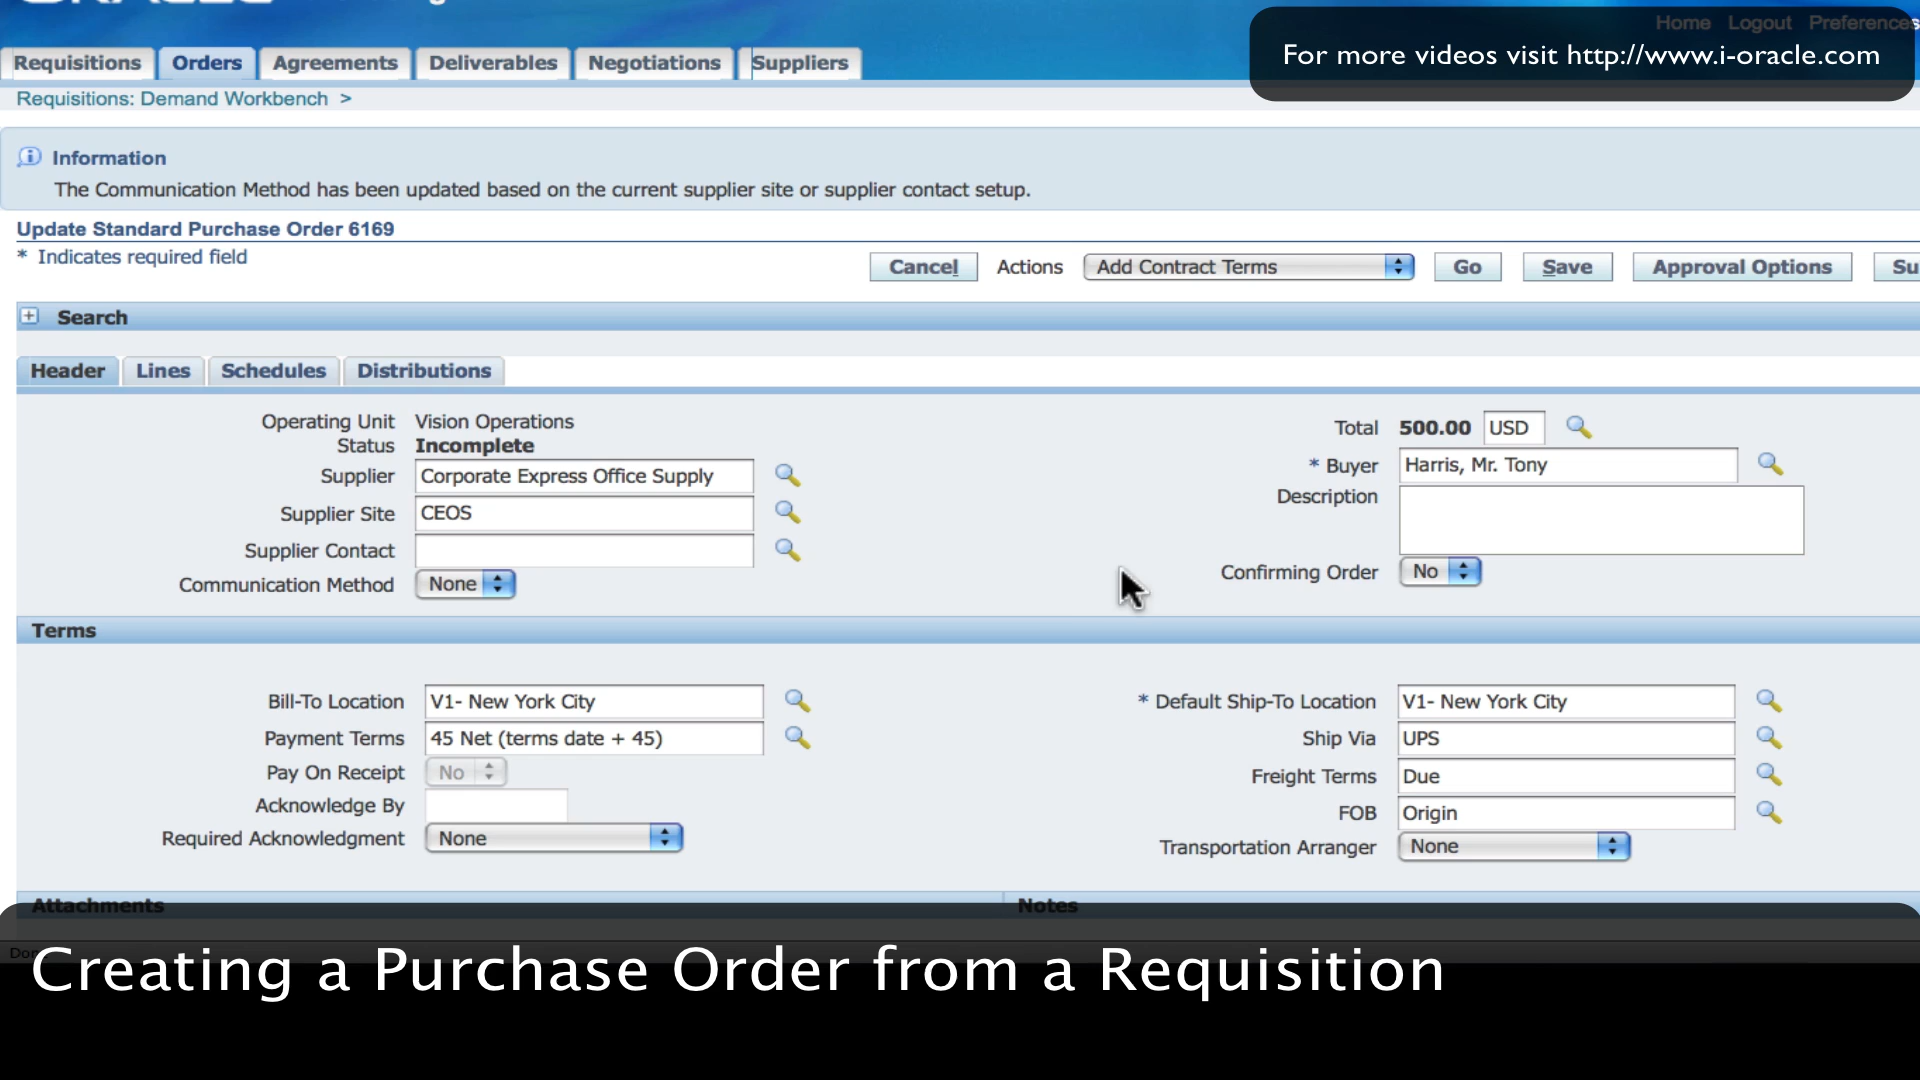 Home Logout Preferences
For more videos visit http://www.i-oracle.com
Requisitions Orders Agreements Deliverables Negotiations Suppliers
Requisitions: Demand Workbench >
Information
The Communication Method has been updated based on the current supplier site or supplier contact setup.
Update Standard Purchase Order 6169
* Indicates required field
Cancel Actions Add Contract Terms Go Save Approval Options Su
Search
Header Lines Schedules Distributions
Operating Unit Vision Operations
Status Incomplete
Supplier Corporate Express Office Supply
Supplier Site CEOS
Supplier Contact
Communication Method None
Total 500.00 USD
* Buyer Harris, Mr. Tony
Description
Confirming Order No
Terms
Bill-To Location V1- New York City
Payment Terms 45 Net (terms date + 45)
Pay On Receipt No
Acknowledge By
Required Acknowledgment None
* Default Ship-To Location V1- New York City
Ship Via UPS
Freight Terms Due
FOB Origin
Transportation Arranger None
Attachments Notes
Creating a Purchase Order from a Requisition